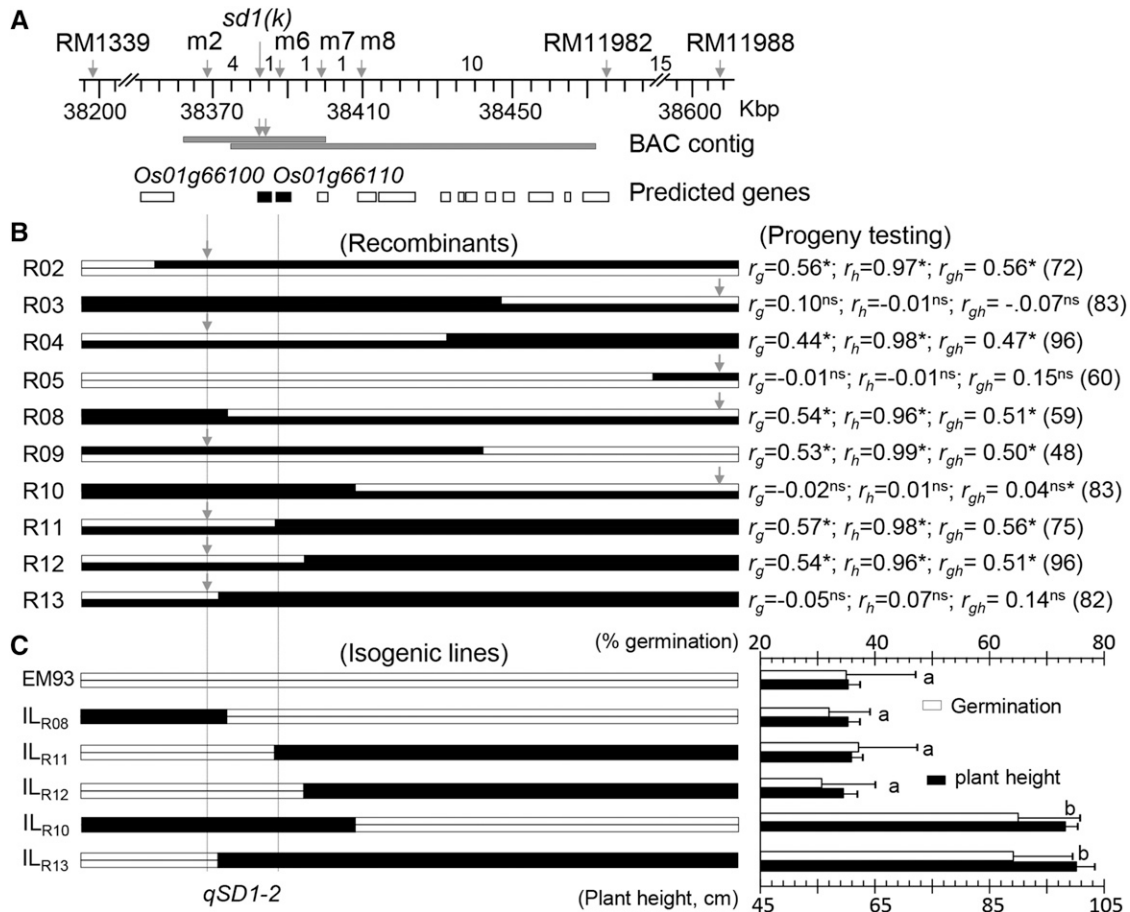 A
sd1(k)
RM1339 m2 m6 m7 m8 RM11982 RM11988
4 1 1 1 10 15
38200 38370 38410 38450 38600 Kbp
BAC contig
Os01g66100 Os01g66110
Predicted genes
B (Recombinants) (Progeny testing)
R02 rg=0.56*; rh=0.97*; rgh= 0.56* (72)
R03 rg=0.10ns; rh=-0.01ns; rgh= -.0.07ns (83)
R04 rg=0.44*; rh=0.98*; rgh= 0.47* (96)
R05 rg=-0.01ns; rh=-0.01ns; rgh= 0.15ns (60)
R08 rg=0.54*; rh=0.96*; rgh= 0.51* (59)
R09 rg=0.53*; rh=0.99*; rgh= 0.50* (48)
R10 rg=-0.02ns; rh=0.01ns; rgh= 0.04ns* (83)
R11 rg=0.57*; rh=0.98*; rgh= 0.56* (75)
R12 rg=0.54*; rh=0.96*; rgh= 0.51* (96)
R13 rg=-0.05ns; rh=0.07ns; rgh= 0.14ns (82)
C (Isogenic lines) (% germination) 20 40 60 80
EM93 a
ILR08 a Germination
ILR11 a
ILR12 a plant height
ILR10 b
ILR13 b
qSD1-2 (Plant height, cm) 45 65 85 105